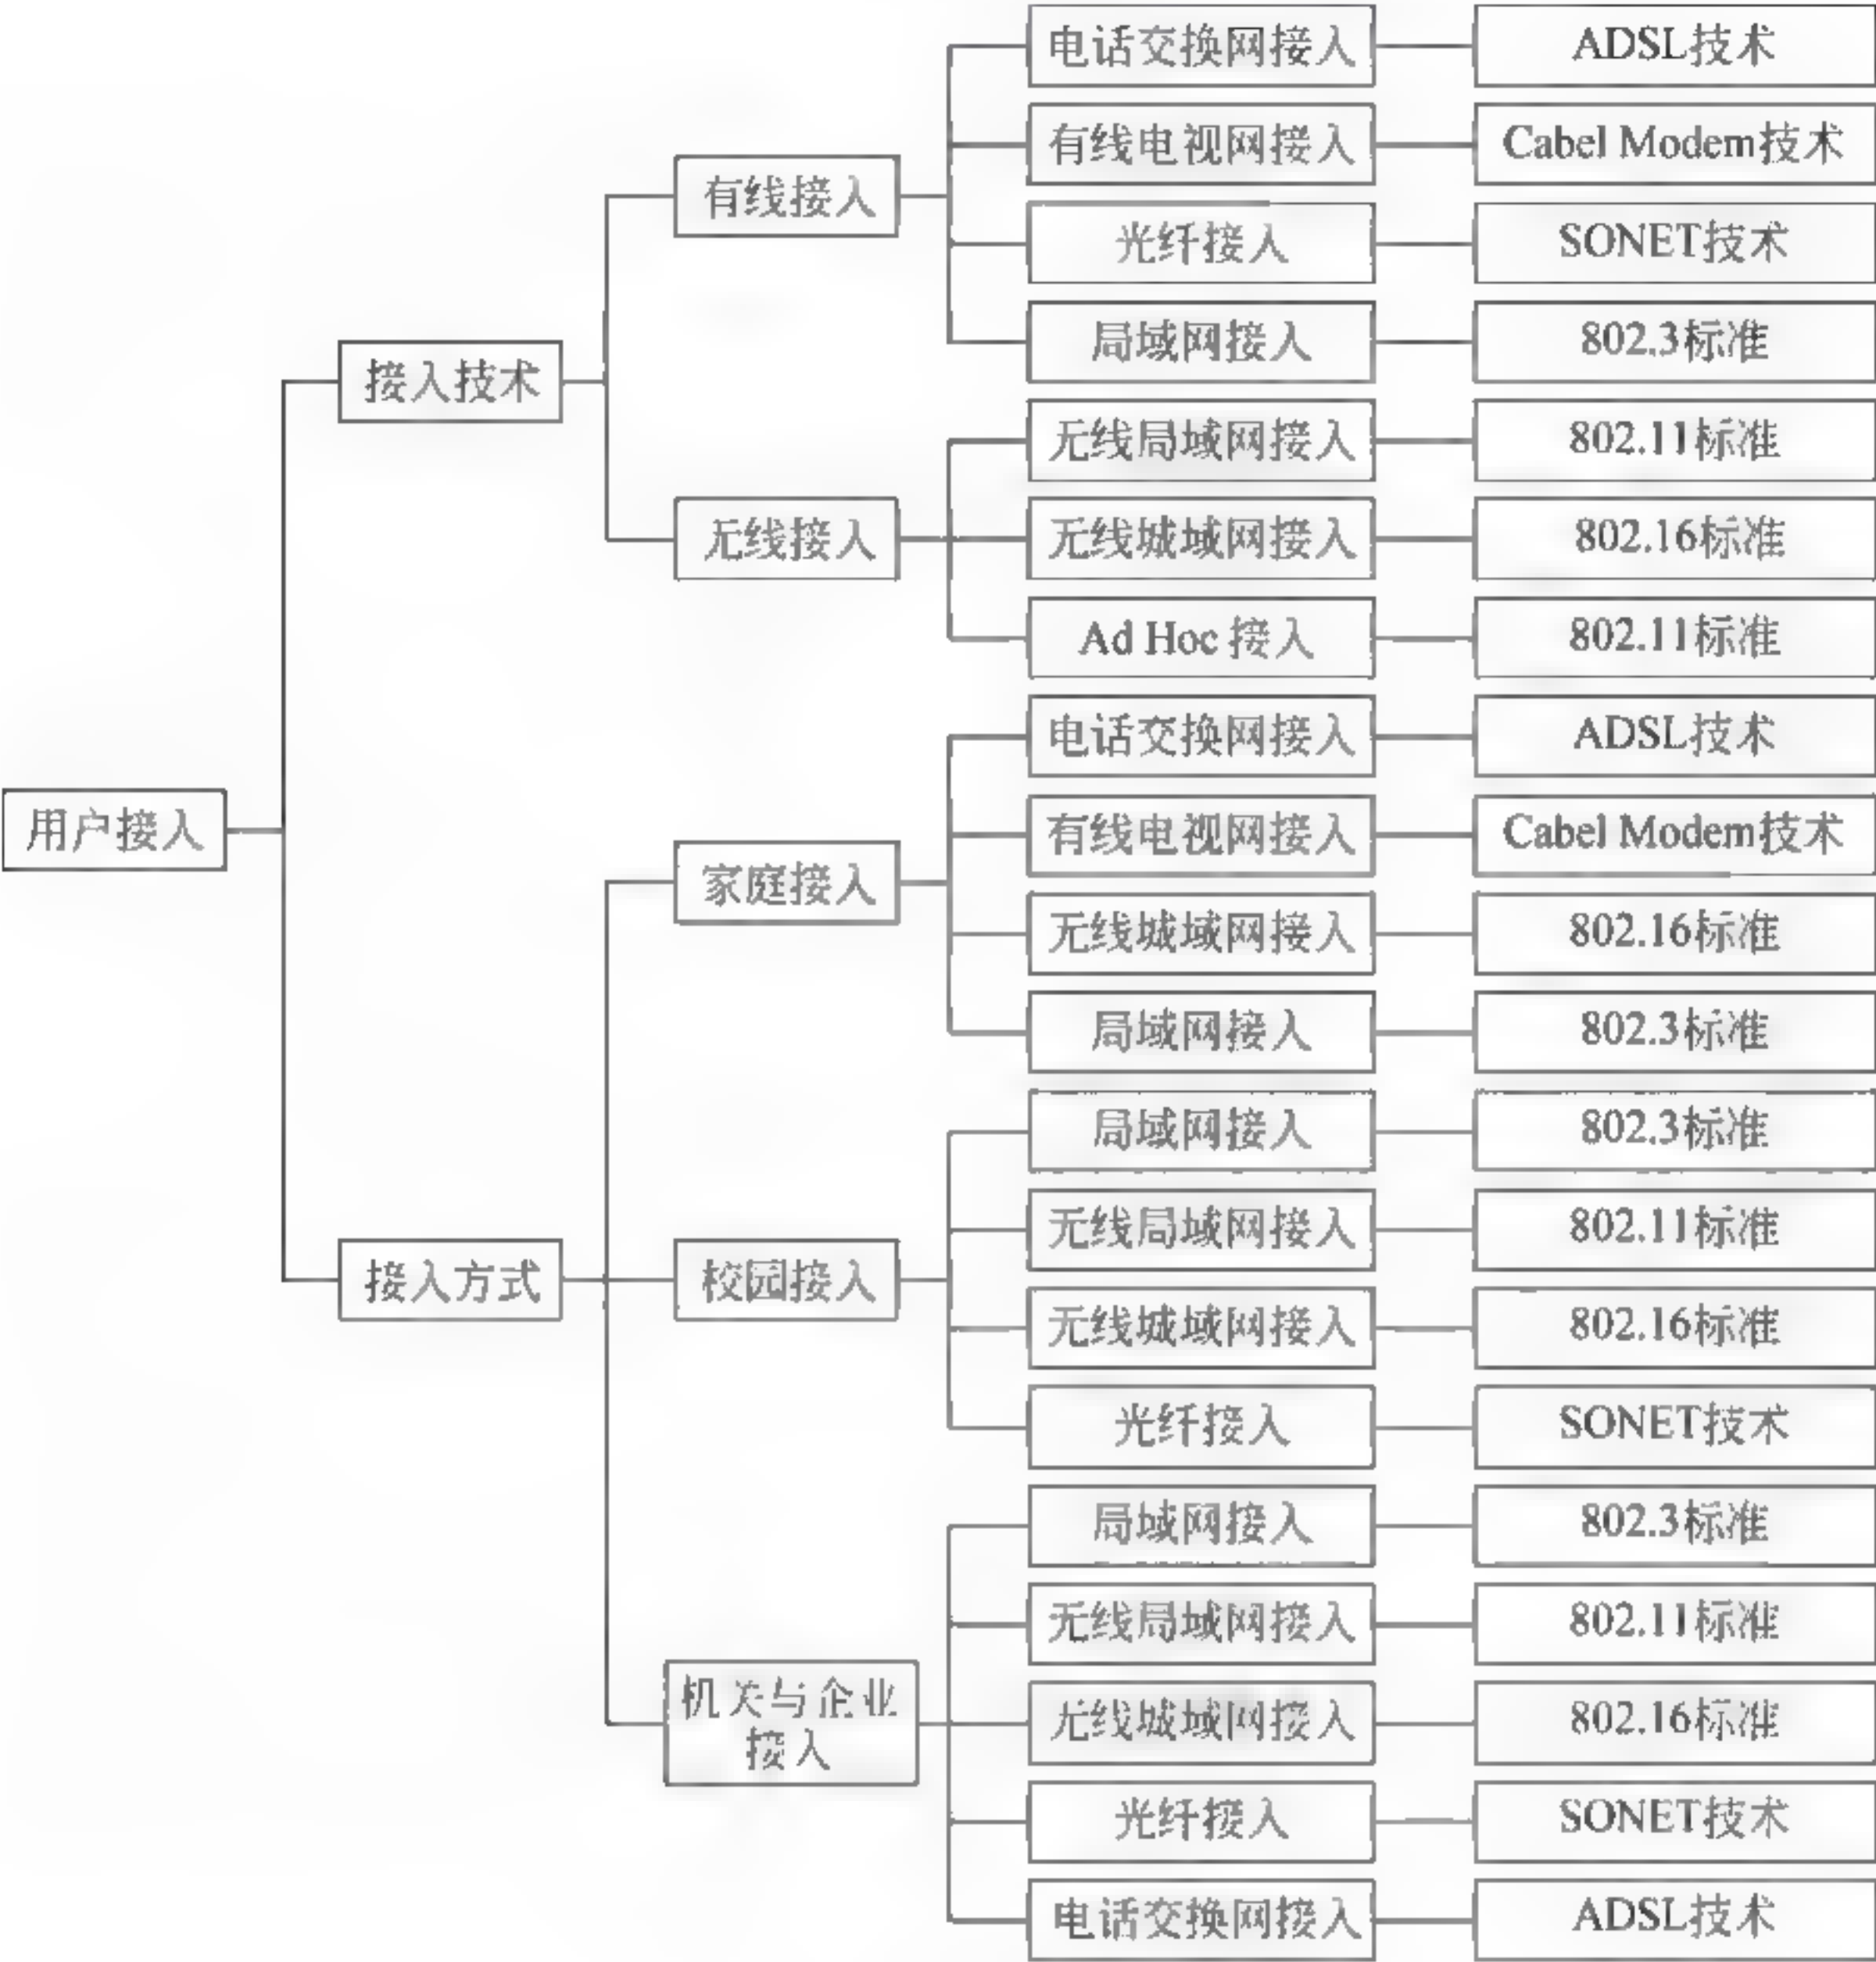 电话交换网接入
ADSL技术
有线电视网接入
Cabel Modem技术
有线接入
光纤接入
SONET技术
局域网接入
802.3标准
接入技术
无线局域网接入
802.11标准
无线接入
无线城域网接入
802.16标准
Ad Hoc 接入
802.11标准
电话交换网接入
ADSL技术
用户接入
有线电视网接入
Cabel Modem技术
家庭接入
无线城域网接入
802.16标准
局域网接入
802.3标准
局域网接入
802.3标准
无线局域网接入
802.11标准
接入方式
校园接入
无线城域网接入
802.16标准
光纤接入
SONET技术
局域网接入
802.3标准
无线局域网接入
802.11标准
机关与企业
接入
无线城域网接入
802.16标准
光纤接入
SONET技术
电话交换网接入
ADSL技术